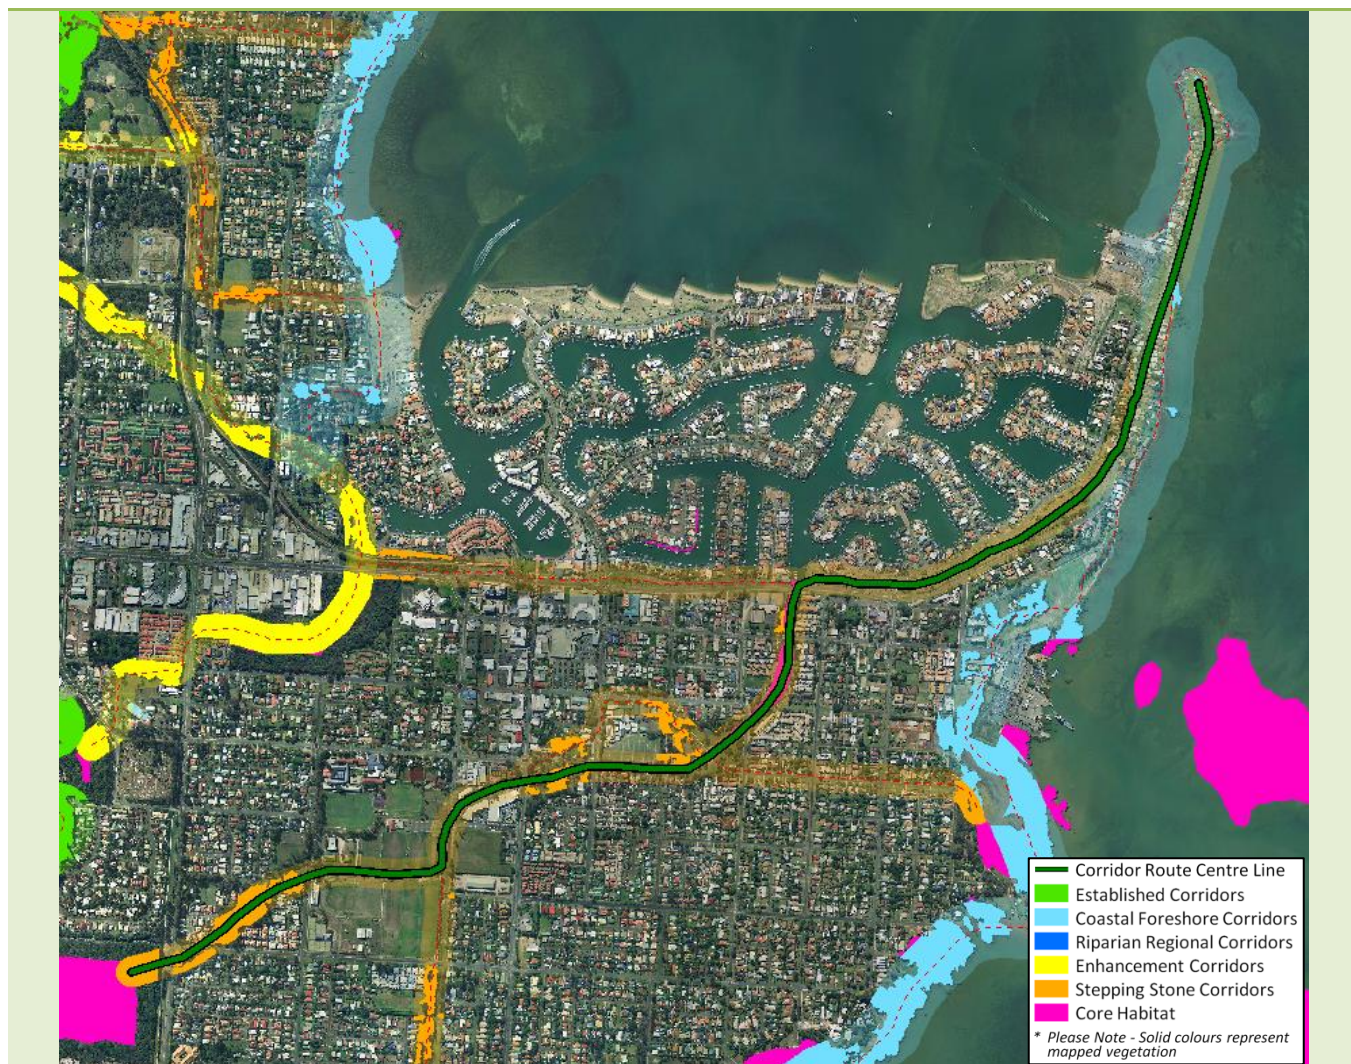 Corridor Route Centre Line
Established Corridors
Coastal Foreshore Corridors
Riparian Regional Corridors
Enhancement Corridors
Stepping Stone Corridors
Core Habitat
* Please Note - Solid colours represent
mapped vegetation